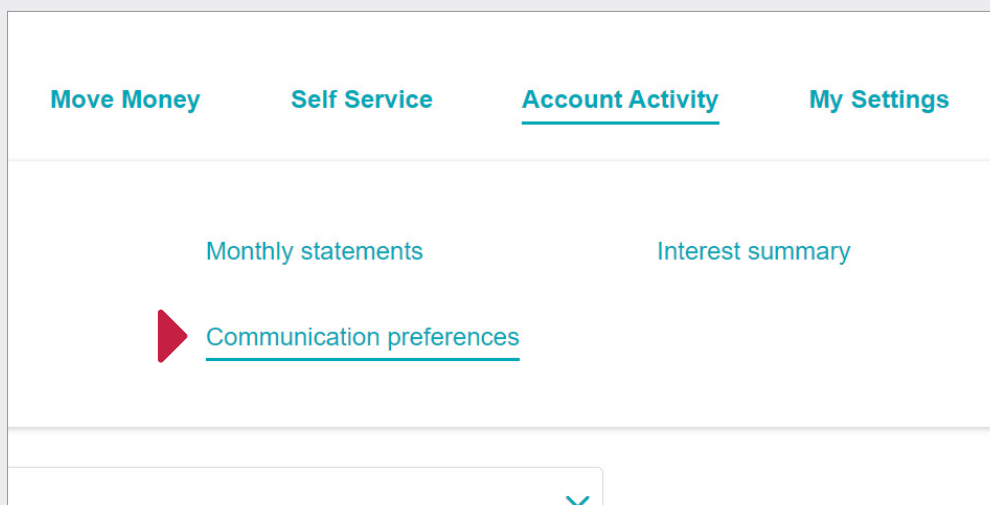 Move Money Self Service Account Activity My Settings
Monthly statements Interest summary
Communication preferences